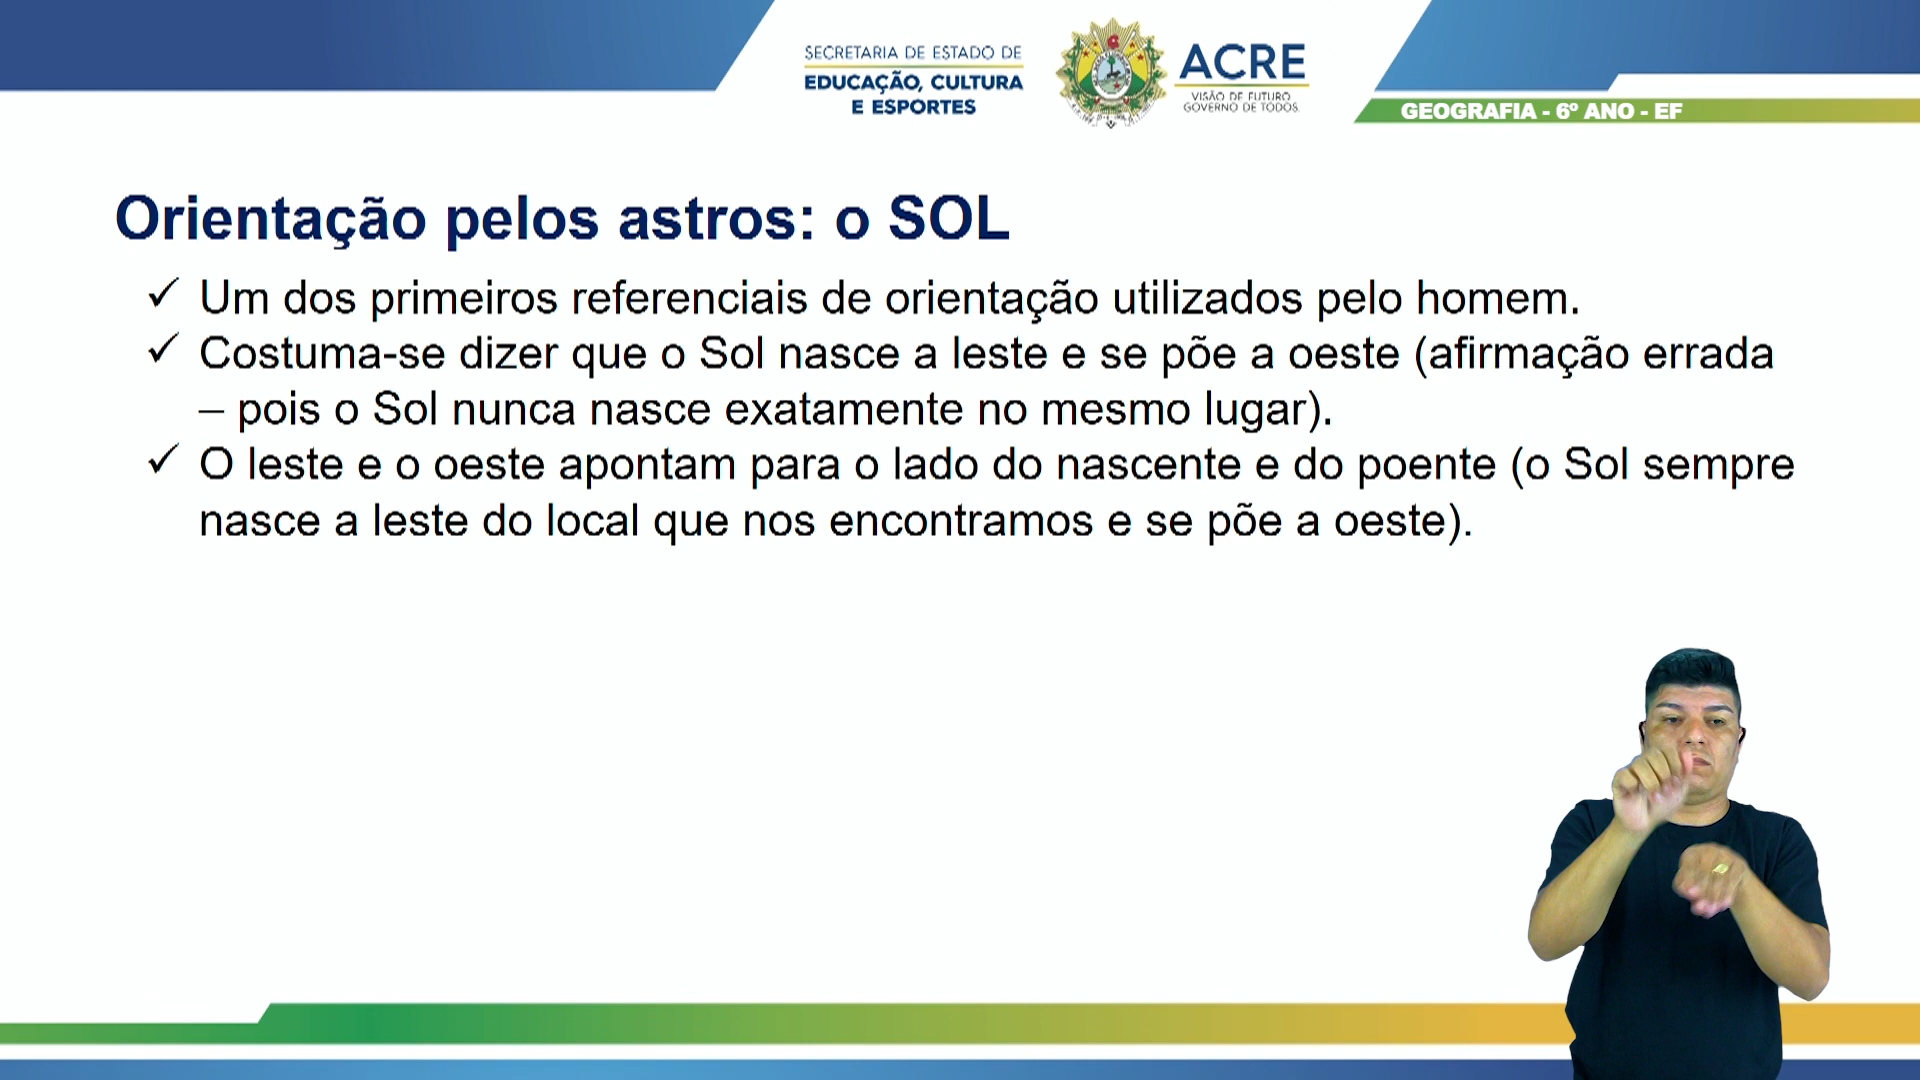 SECRETARIA DE ESTADO DE
EDUCAÇÃO, CULTURA
E ESPORTES
ACRE
VISÃO DE FUTURO
GOVERNO DE TODOS.
GEOGRAFIA - 6º ANO - EF
Orientação pelos astros: o SOL
✓ Um dos primeiros referenciais de orientação utilizados pelo homem.
✓ Costuma-se dizer que o Sol nasce a leste e se põe a oeste (afirmação errada
– pois o Sol nunca nasce exatamente no mesmo lugar).
✓ O leste e o oeste apontam para o lado do nascente e do poente (o Sol sempre
nasce a leste do local que nos encontramos e se põe a oeste).